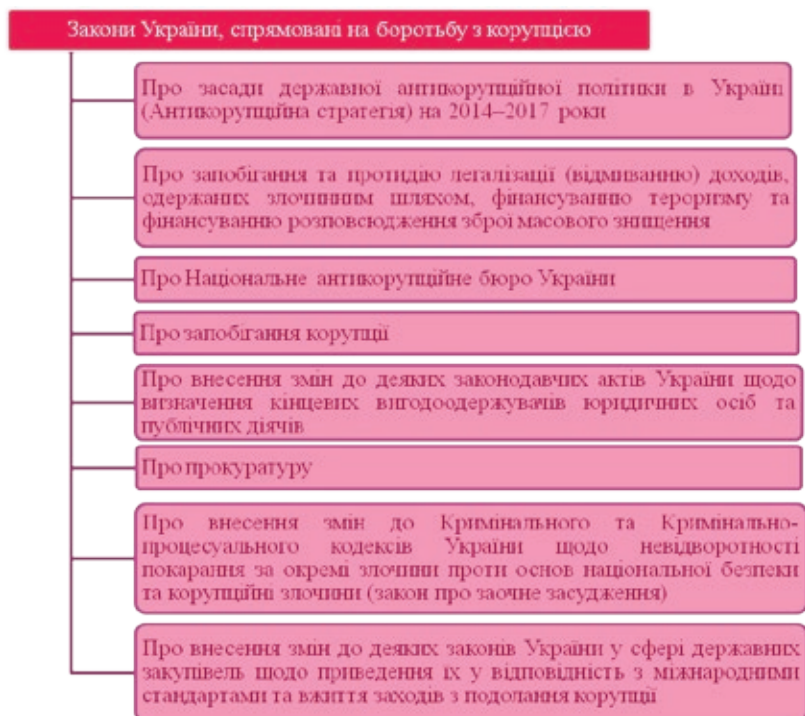 Закони України, спрямовані на боротьбу з корупцією
Про засади державної антикорупційної політики в Україні
(Антикорупційна стратегія) на 2014–2017 роки
Про запобігання та протидію легалізації (відмиванню) доходів,
одержаних злочинним шляхом, фінансуванню тероризму та
фінансуванню розповсюдження зброї масового знищення
Про Національне антикорупційне бюро України
Про запобігання корупції
Про внесення змін до деяких законодавчих актів України щодо
визначення кінцевих вигодоодержувачів юридичних осіб та
публічних діячів
Про прокуратуру
Про внесення змін до Кримінального та Кримінально-
процесуального кодексів України щодо невідворотності
покарання за окремі злочини проти основ національної безпеки
та корупційні злочини (закон про заочне засудження)
Про внесення змін до деяких законів України у сфері державних
закупівель щодо приведення їх у відповідність з міжнародними
стандартами та вжиття заходів з подолання корупції